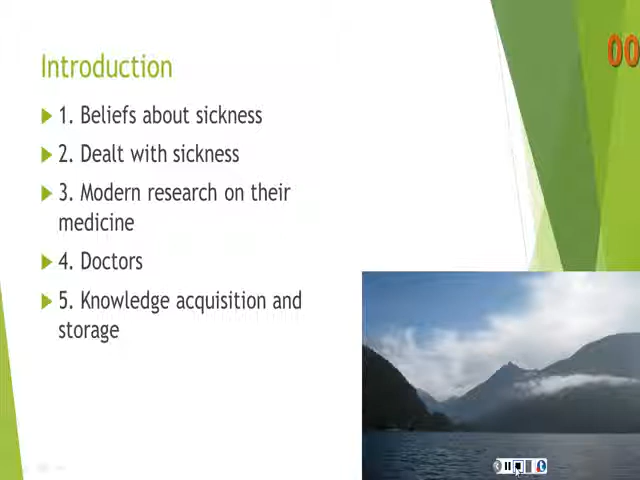 Introduction
00
1. Beliefs about sickness
2. Dealt with sickness
3. Modern research on their
medicine
4. Doctors
5. Knowledge acquisition and
storage